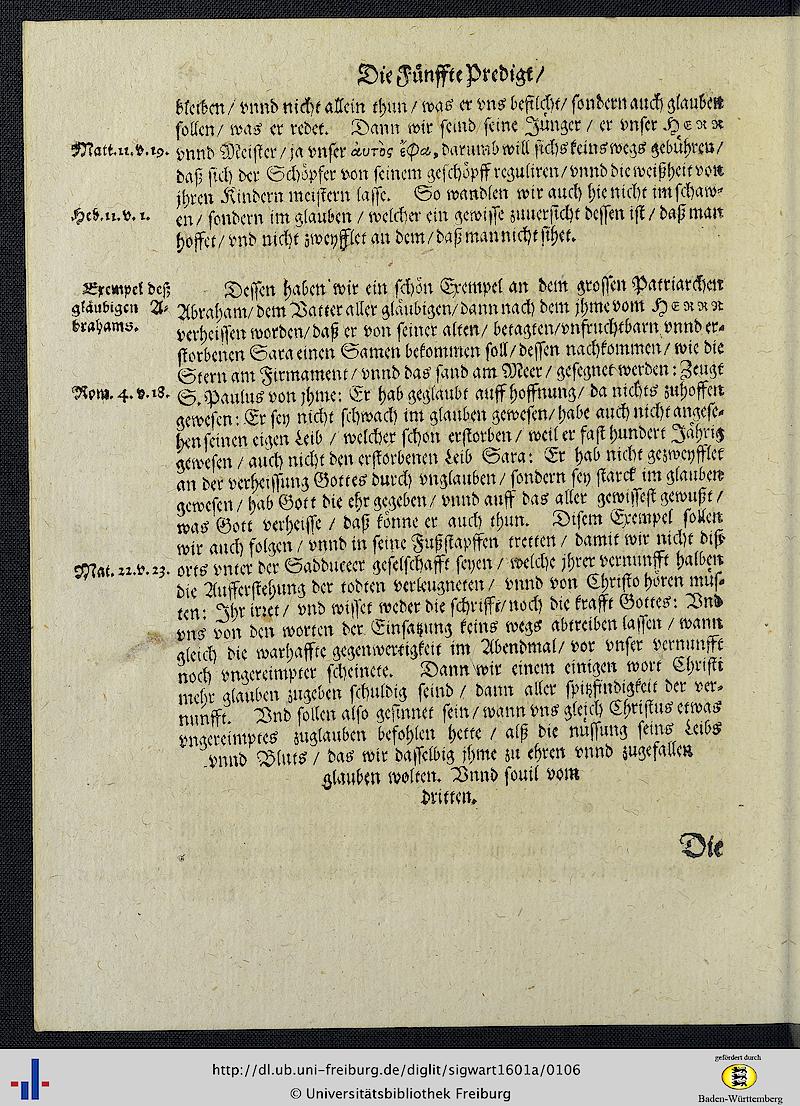 Die Fünffte Predigt/
bleiben/ vnnd nicht allein thun/ was er vns befilcht/ sondern auch glauben
sollen/ was er redet. Dann wir seind seine Jünger/ er vnser HERR
Matt.11.v.19. vnnd Meister/ ja vnser ἀυτὸς ἔφα, darumb will sichs keins wegs gebühren/
daß sich der Schöpfer von seinem geschöpff reguliren/ vnnd die weißheit von
jhren Kindern meistern lasse. So wandlen wir auch hie nicht im schaw-
Heb.11.v.1. en/ sondern im glauben/ welcher ein gewisse zuuersicht dessen ist/ daß man
hoffet/ vnd nicht zweyfflet an dem/ daß man nicht sihet.
Exempel deß
gläubigen A-
brahams.
Dessen haben wir ein schön Exempel an dem grossen Patriarchen
Abraham/ dem Vatter aller gläubigen/ dann nach dem jhme vom HERRN
verheissen worden/ daß er von seiner alten/ betagten/ vnfruchtbarn vnnd er-
storbenen Sara einen Samen bekommen soll/ dessen nachkommen/ wie die
Stern am Firmament/ vnnd das sand am Meer/ gesegnet werden: Zeugt
Rom. 4. v.18. S. Paulus von jhme: Er hab geglaubt auff hoffnung/ da nichts zuhoffen
gewesen: Er sey nicht schwach im glauben gewesen/ habe auch nicht angese-
hen seinen eigen Leib/ welcher schon erstorben/ weil er fast hundert Jährig
gewesen/ auch nicht den erstorbenen Leib Sara: Er hab nicht gezweyfflet
an der verheissung Gottes durch vnglauben/ sondern sey starck im glauben
gewesen/ hab Gott die ehr gegeben/ vnnd auff das aller gewissest gewußt/
was Gott verheisse/ daß könne er auch thun. Disem Exempel sollen
wir auch folgen/ vnnd in seine Fußstapffen tretten/ damit wir nicht diß
Mat. 22. v.23. orts vnter der Sadduceer geselschafft seyen/ welche jhrer vernunfft halben
die Aufferstehung der todten verleugneten/ vnnd von Christo hören müs-
ten: Ihr irret/ vnd wisset weder die schrifft/ noch die krafft Gottes: Vnd
vns von den worten der Einsatzung keins wegs abtreiben lassen/ wann
gleich die warhaffte gegenwertigkeit im Abendmal/ vor vnser vernunfft
noch vngereimpter scheinete. Dann wir einem einigen wort Christi
mehr glauben zugeben schuldig seind/ dann aller spitzfindigkeit der ver-
nunfft. Vnd sollen also gesinnet sein/ wann vns gleich Christus etwas
vngereimptes zuglauben befohlen hette/ alß die niessung seins Leibs
vnnd Bluts/ das wir dasselbig jhme zu ehren vnnd zugefallen
glauben wolten. Vnnd souil vom
dritten.
Die
http://dl.ub.uni-freiburg.de/diglit/sigwart1601a/0106
© Universitätsbibliothek Freiburg
gefördert durch
Baden-Württemberg